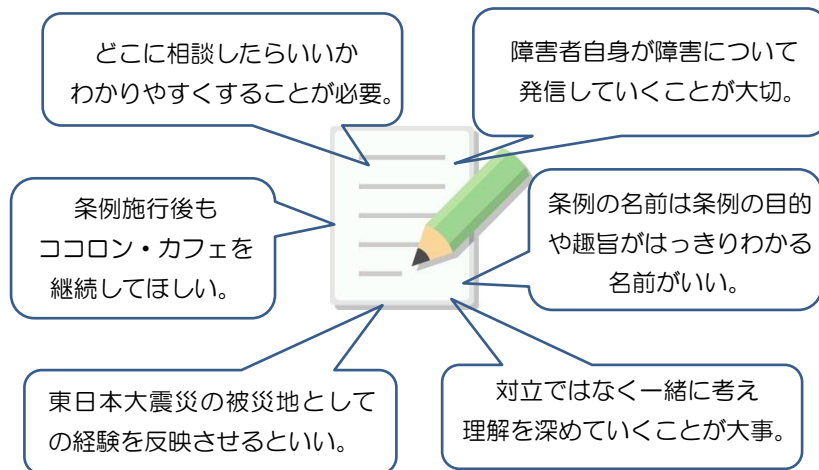 どこに相談したらいいか
わかりやすくすることが必要。
障害者自身が障害について
発信していくことが大切。
条例施行後も
ココロン・カフェを
継続してほしい。
条例の名前は条例の目的
や趣旨がはっきりわかる
名前がいい。
東日本大震災の被災地として
の経験を反映させるといい。
対立ではなく一緒に考え
理解を深めていくことが大事。